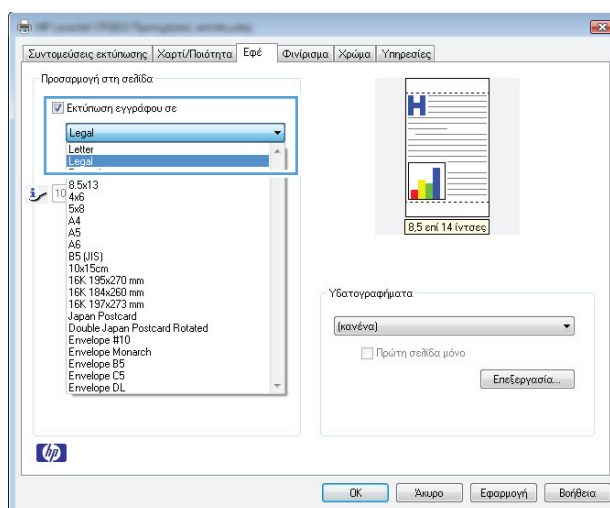 Συντομεύσεις εκτύπωσης Χαρτί/Ποιότητα Εφέ Φινίρισμα Χρώμα Υπηρεσίες
Προσαρμογή στη σελίδα
Εκτύπωση εγγράφου σε
Legal
Letter
Legal
8.5x13
4x6
5x8
A4
A5
A6
B5 (JIS)
10x15cm
16K 195x270 mm
16K 184x260 mm
16K 197x273 mm
Japan Postcard
Double Japan Postcard Rotated
Envelope #10
Envelope Monarch
Envelope B5
Envelope C5
Envelope DL
10
H
8,5 επί 14 ίντσες
Υδατογραφήματα
(κανένα)
Πρώτη σελίδα μόνο
Επεξεργασία...
hp
OK Άκυρο Εφαρμογή Βοήθεια